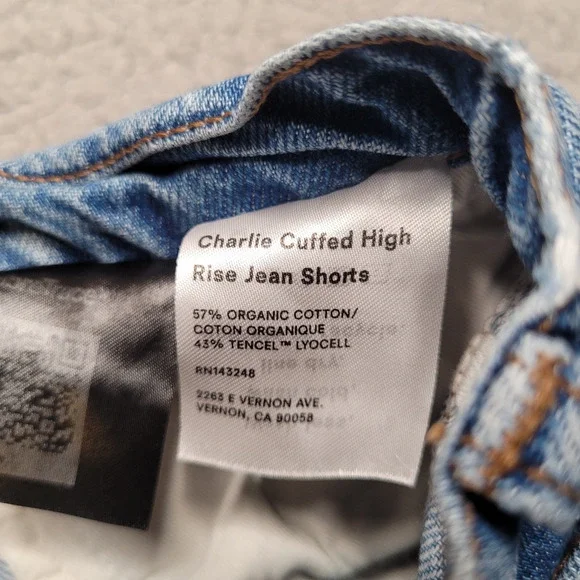 Charlie Cuffed High
Rise Jean Shorts
57% ORGANIC COTTON/
COTON ORGANIQUE
43% TENCEL™ LYOCELL
RN143248
2263 E VERNON AVE.
VERNON, CA 90058